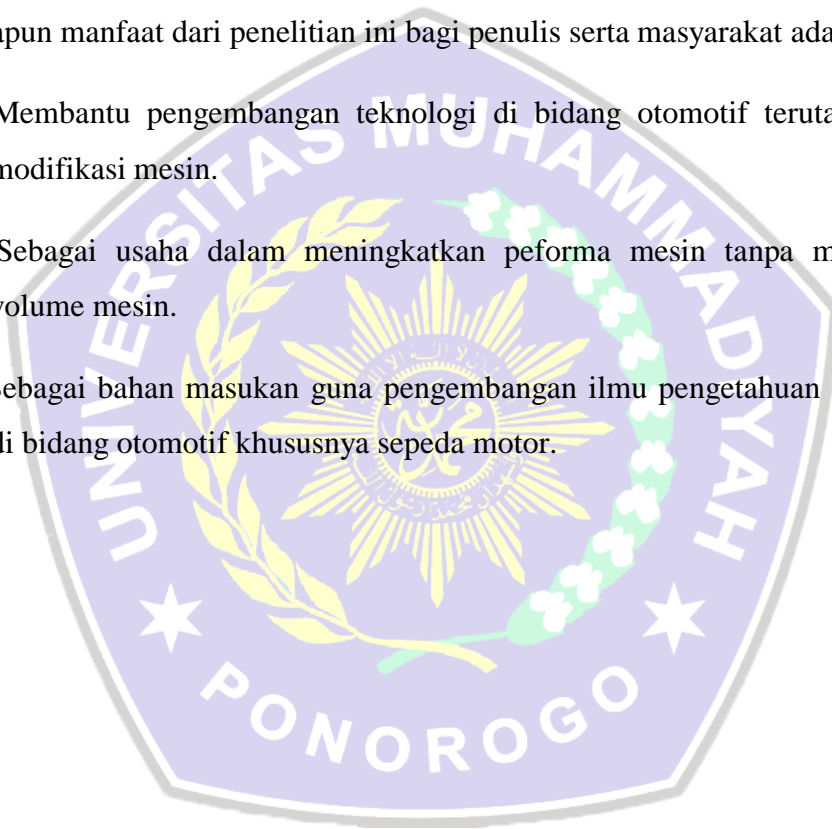 apun manfaat dari penelitian ini bagi penulis serta masyarakat ada
Membantu pengembangan teknologi di bidang otomotif teruta
modifikasi mesin.
Sebagai usaha dalam meningkatkan peforma mesin tanpa m
volume mesin.
Sebagai bahan masukan guna pengembangan ilmu pengetahuan
di bidang otomotif khususnya sepeda motor.
UNIVERSITAS MUHAMMADIYAH
PONOROGO
محمد